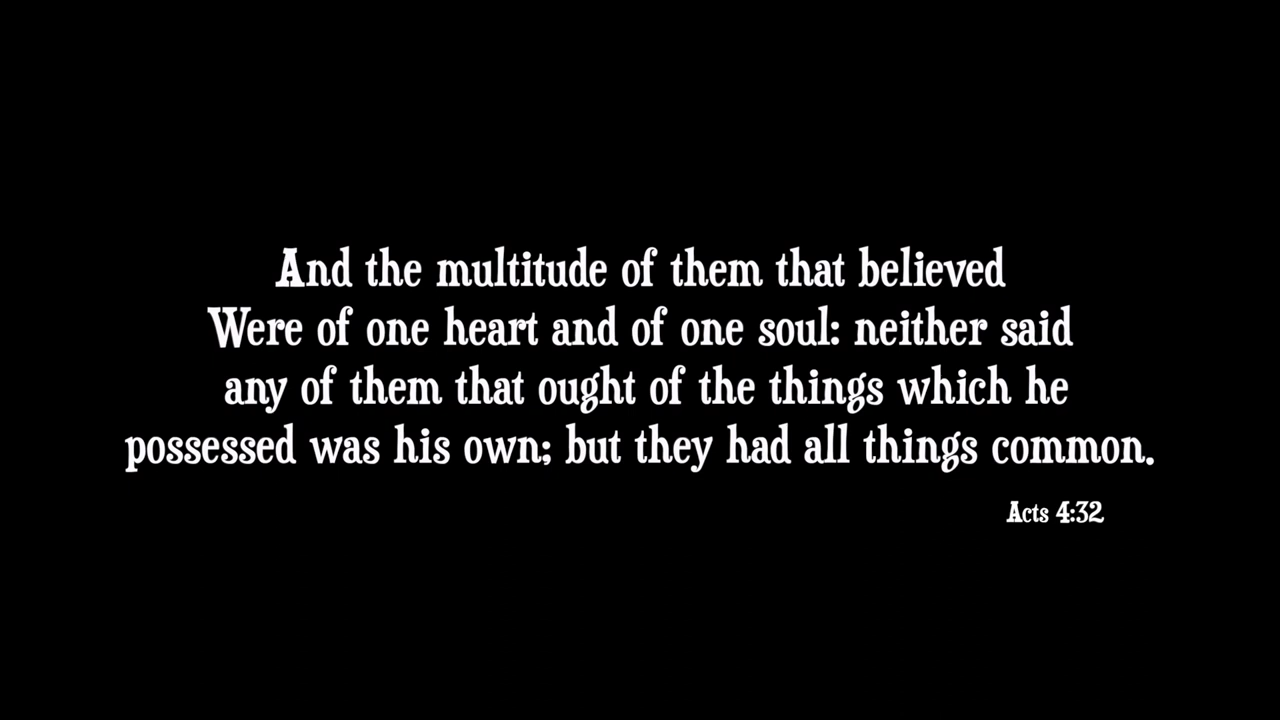 And the multitude of them that believed
Were of one heart and of one soul: neither said
any of them that ought of the things which he
possessed was his own; but they had all things common.
Acts 4:32